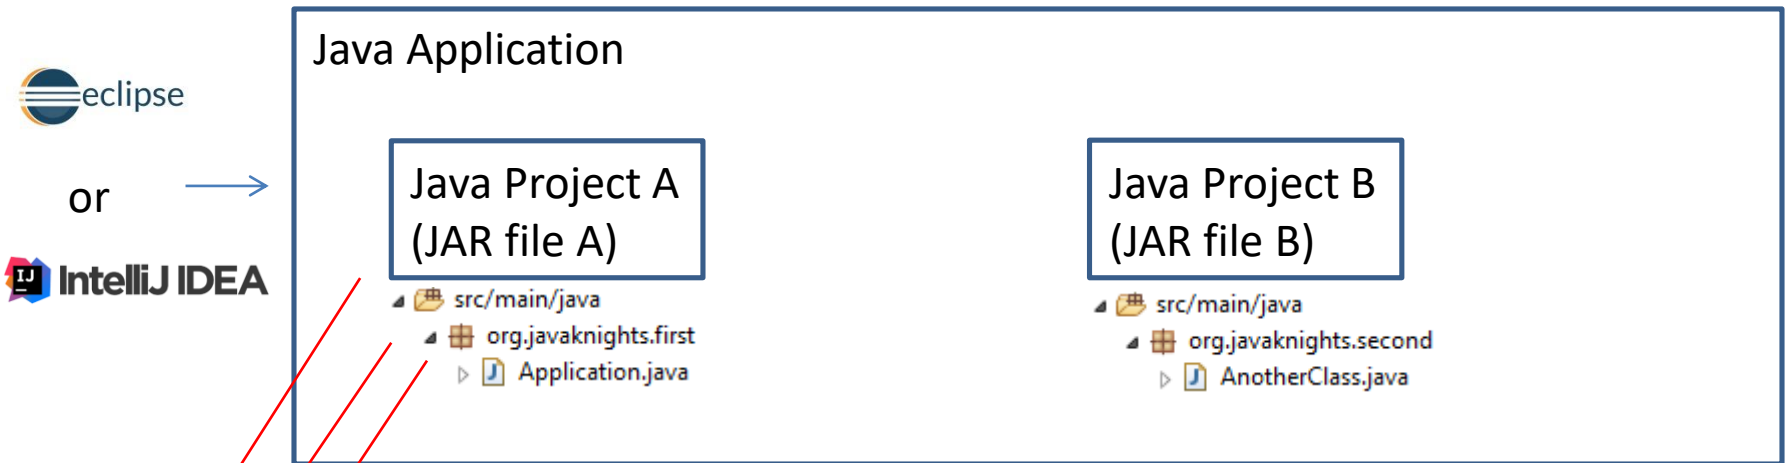 Java Application
eclipse
or
IJ IntelliJ IDEA
Java Project A
(JAR file A)
src/main/java
org.javaknights.first
J Application.java
Java Project B
(JAR file B)
src/main/java
org.javaknights.second
J AnotherClass.java